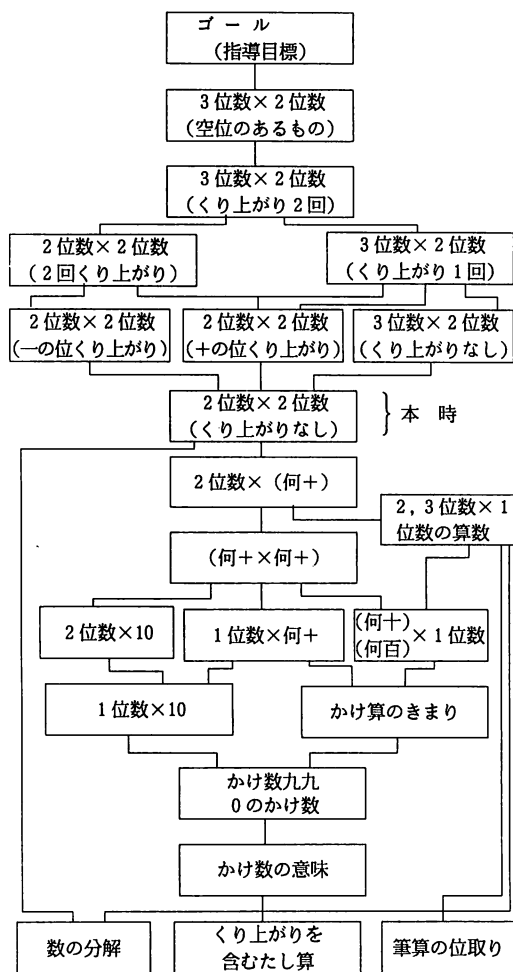 ゴール
(指導目標)
3位数×2位数
(空位のあるもの)
3位数×2位数
(くり上がり2回)
2位数×2位数
(2回くり上がり)
3位数×2位数
(くり上がり1回)
2位数×2位数
(一の位くり上がり)
2位数×2位数
(+の位くり上がり)
3位数×2位数
(くり上がりなし)
2位数×2位数
(くり上がりなし)
}本時
2位数×(何+)
2,3位数×1
位数の算数
(何+×何+)
2位数×10
1位数×何+
(何十)
(何百)×1位数
1位数×10
かけ算のきまり
かけ数九九
0のかけ数
かけ数の意味
数の分解
くり上がりを
含むたし算
筆算の位取り